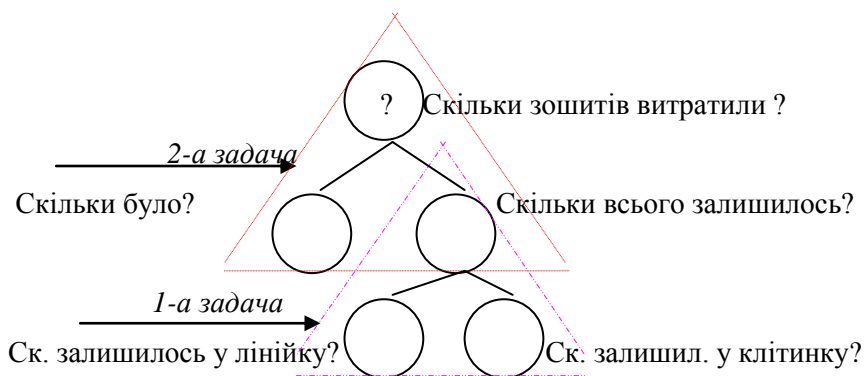 ? Скільки зошитів витратили ?
2-а задача
Скільки було?
Скільки всього залишилось?
1-а задача
Ск. залишилось у лінійку?
Ск. залишил. у клітинку?